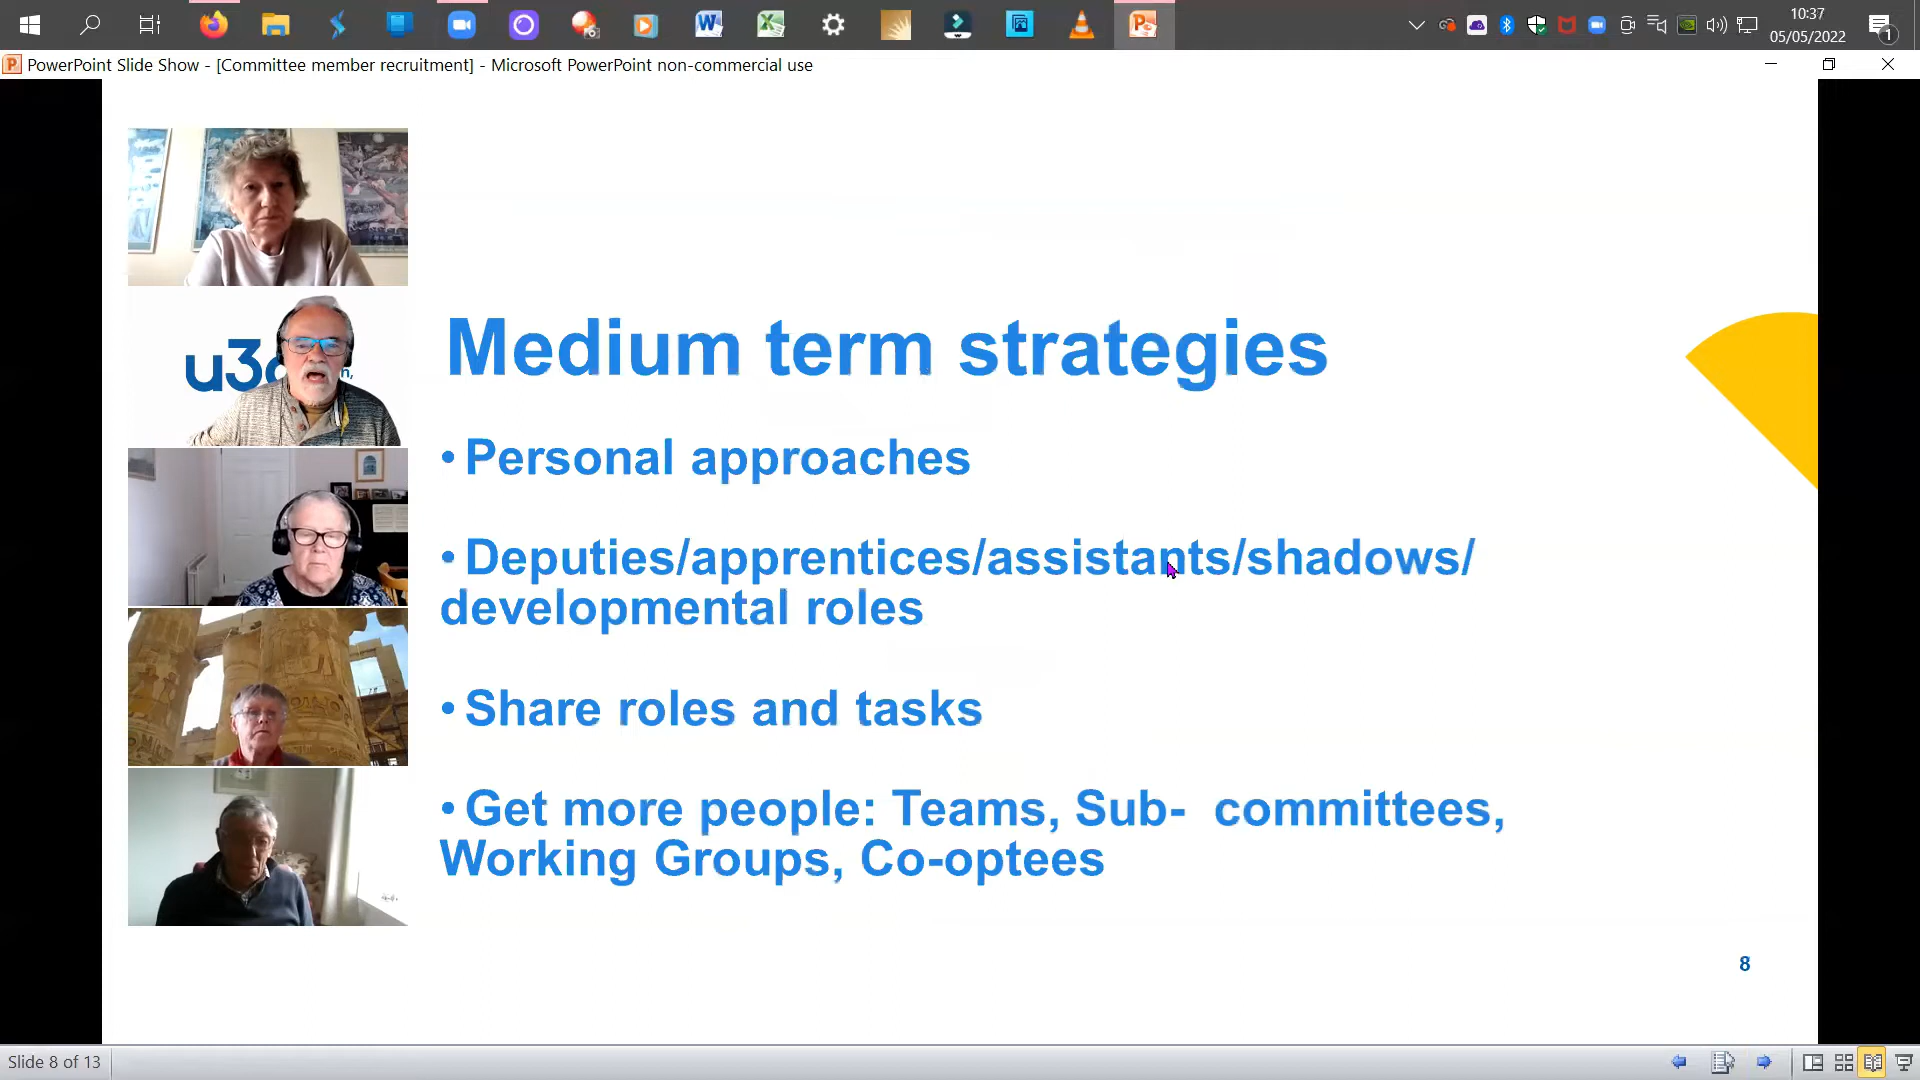 10:37
05/05/2022
1
PowerPoint Slide Show - [Committee member recruitment] - Microsoft PowerPoint non-commercial use
u3a
n,
Medium term strategies
• Personal approaches
• Deputies/apprentices/assistants/shadows/
developmental roles
• Share roles and tasks
• Get more people: Teams, Sub-  committees,
Working Groups, Co-optees
8
Slide 8 of 13